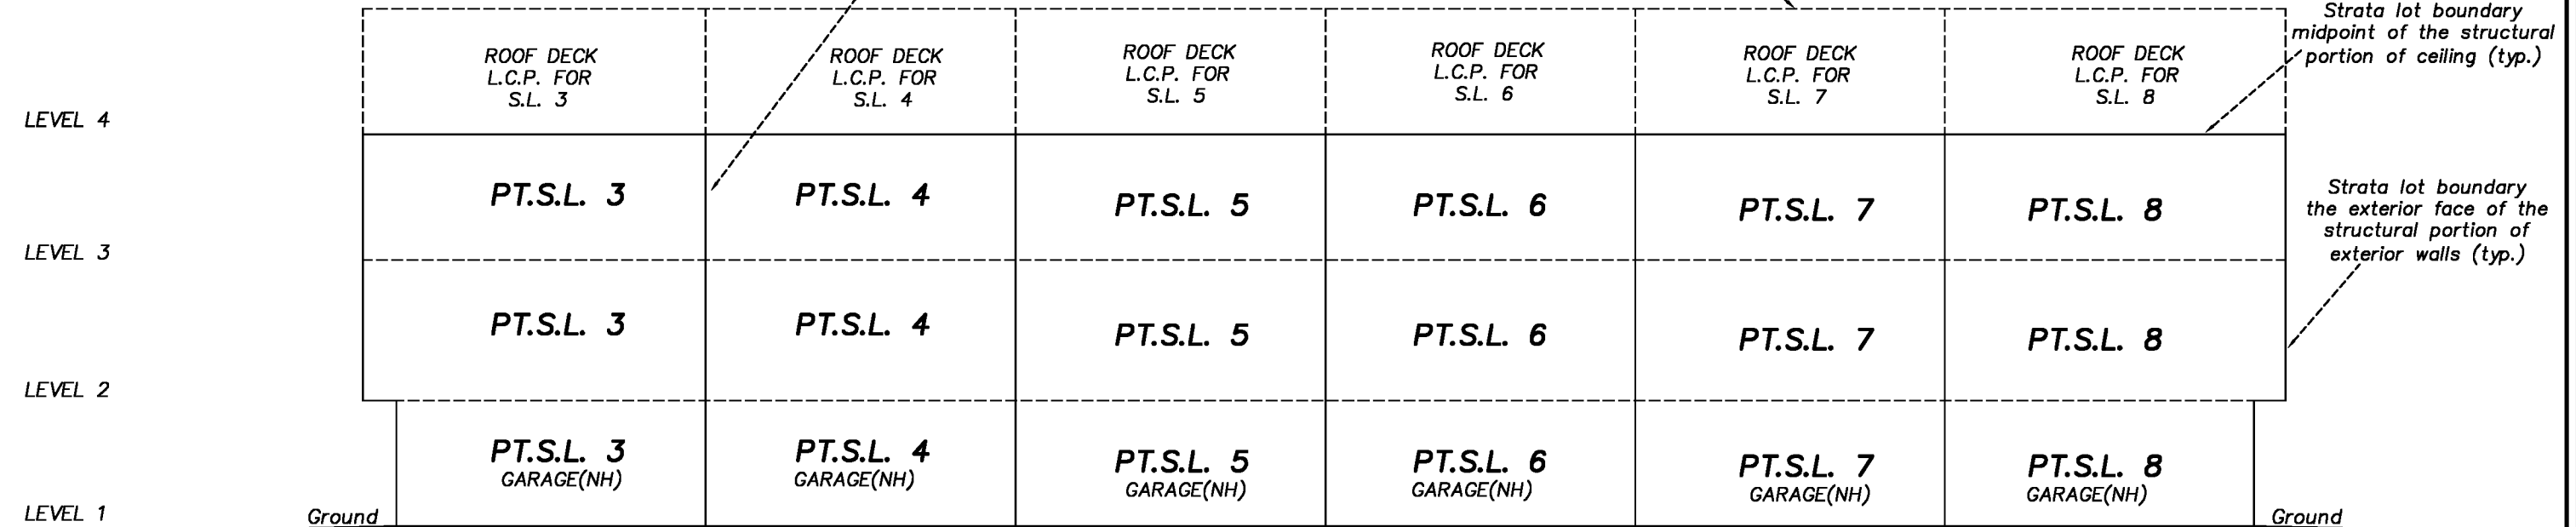 Strata lot boundary
midpoint of the structural
portion of ceiling (typ.)
ROOF DECK
L.C.P. FOR
S.L. 3
ROOF DECK
L.C.P. FOR
S.L. 4
ROOF DECK
L.C.P. FOR
S.L. 5
ROOF DECK
L.C.P. FOR
S.L. 6
ROOF DECK
L.C.P. FOR
S.L. 7
ROOF DECK
L.C.P. FOR
S.L. 8
LEVEL 4
PT.S.L. 3
PT.S.L. 4
PT.S.L. 5
PT.S.L. 6
PT.S.L. 7
PT.S.L. 8
Strata lot boundary
the exterior face of the
structural portion of
exterior walls (typ.)
LEVEL 3
PT.S.L. 3
PT.S.L. 4
PT.S.L. 5
PT.S.L. 6
PT.S.L. 7
PT.S.L. 8
LEVEL 2
PT.S.L. 3
GARAGE(NH)
PT.S.L. 4
GARAGE(NH)
PT.S.L. 5
GARAGE(NH)
PT.S.L. 6
GARAGE(NH)
PT.S.L. 7
GARAGE(NH)
PT.S.L. 8
GARAGE(NH)
LEVEL 1
Ground
Ground